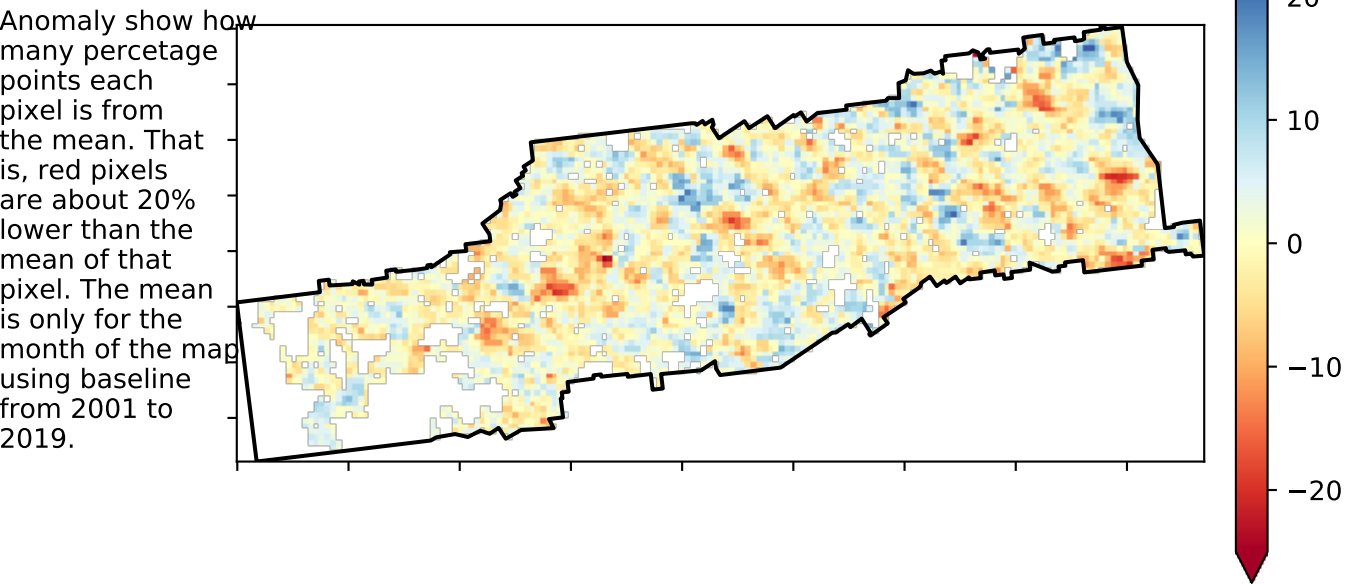 Anomaly show how
many percetage
points each
pixel is from
the mean. That
is, red pixels
are about 20%
lower than the
mean of that
pixel. The mean
is only for the
month of the map
using baseline
from 2001 to
2019.
20
10
0
−10
−20